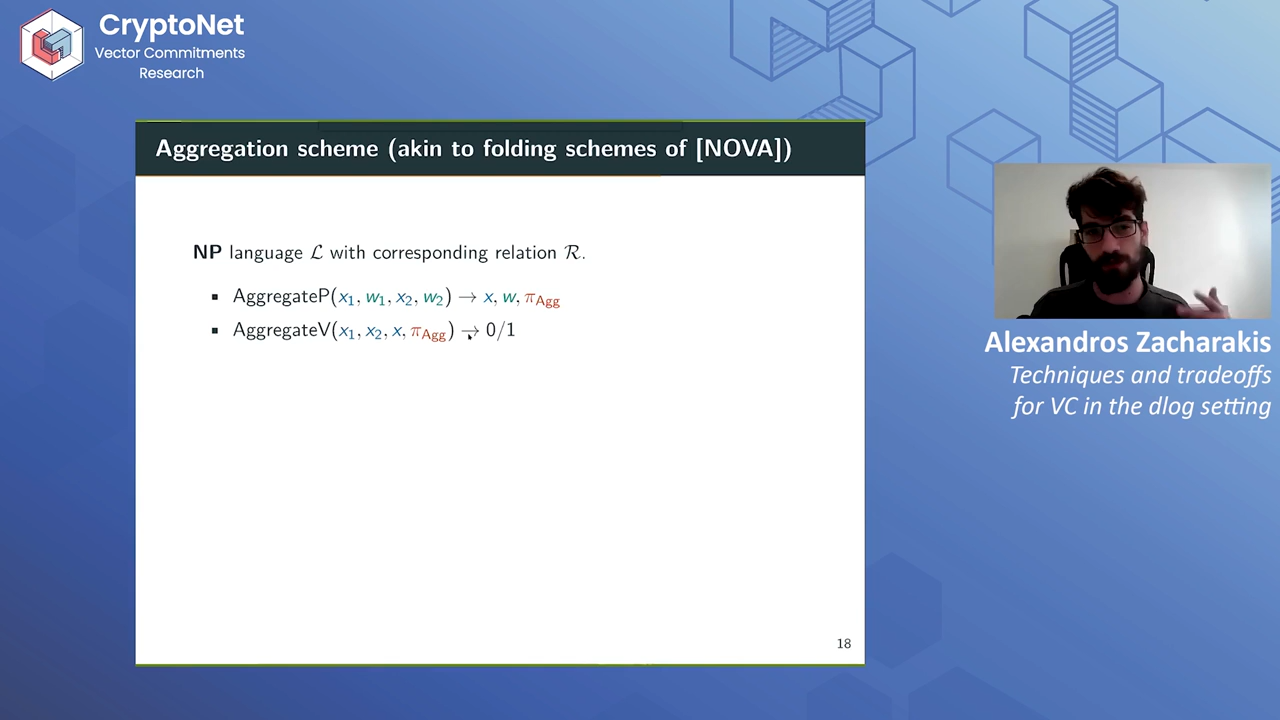 CryptoNet
Vector Commitments
Research
Aggregation scheme (akin to folding schemes of [NOVA])
NP language ℒ with corresponding relation ℛ.
▪ AggregateP(x₁, w₁, x₂, w₂) → x, w, π_Agg
▪ AggregateV(x₁, x₂, x, π_Agg) → 0/1
18
Alexandros Zacharakis
Techniques and tradeoffs
for VC in the dlog setting